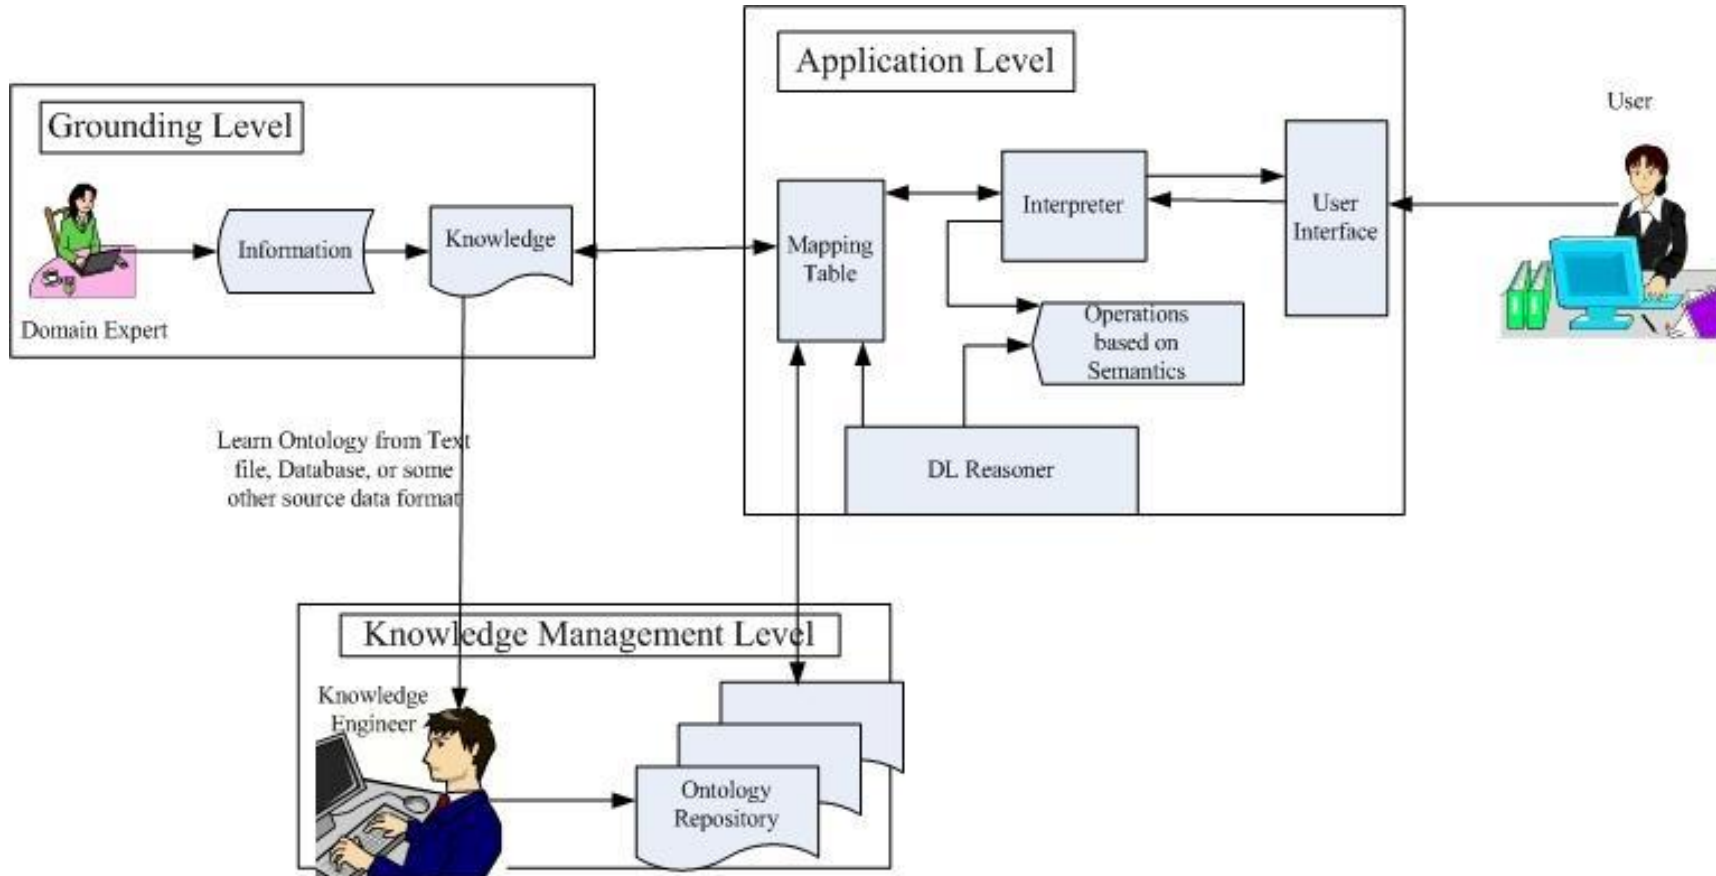 Grounding Level
Domain Expert
Information
Knowledge
Learn Ontology from Text
file, Database, or some
other source data format
Application Level
Mapping
Table
Interpreter
User
Interface
Operations
based on
Semantics
DL Reasoner
User
Knowledge Management Level
Knowledge
Engineer
Ontology
Repository